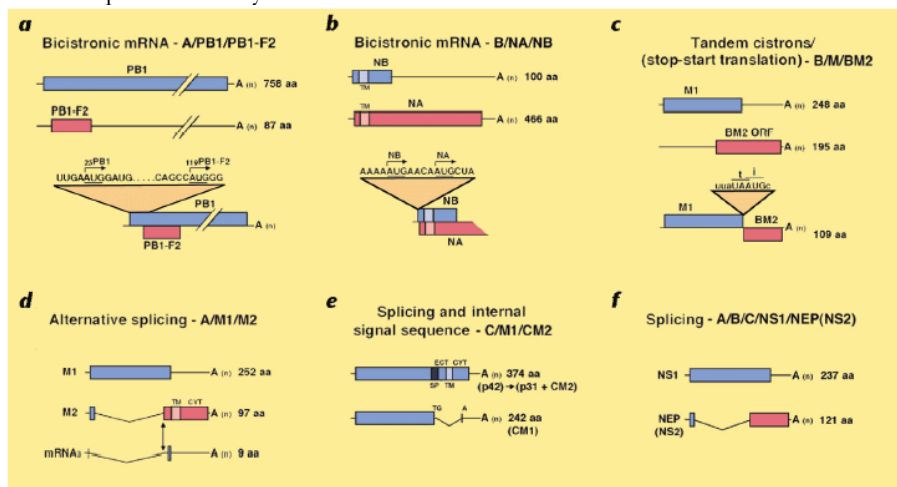 a
Bicistronic mRNA - A/PB1/PB1-F2
PB1
A (n) 758 aa
PB1-F2
A (n) 87 aa
25PB1
119PB1-F2
UUGAAUGGAUG.....CAGCCAUGGG
PB1
A (n)
PB1-F2
b
Bicistronic mRNA - B/NA/NB
NB
A (n) 100 aa
TM
TM
NA
A (n) 466 aa
NB
NA
AAAAAUGAACAAUGCUA
NB
A (n)
NA
c
Tandem cistrons/
(stop-start translation) - B/M/BM2
M1
A (n) 248 aa
BM2 ORF
A (n) 195 aa
t
i
uuaUAAUGc
M1
BM2
A (n)
109 aa
d
Alternative splicing - A/M1/M2
M1
A (n) 252 aa
TM CYT
M2
A (n) 97 aa
mRNA3
A (n) 9 aa
e
Splicing and internal
signal sequence - C/M1/CM2
ECT CYT
A (n) 374 aa
SP TM
(p42)→(p31 + CM2)
TG
A
A (n) 242 aa
(CM1)
f
Splicing - A/B/C/NS1/NEP(NS2)
NS1
A (n) 237 aa
NEP
(NS2)
A (n) 121 aa